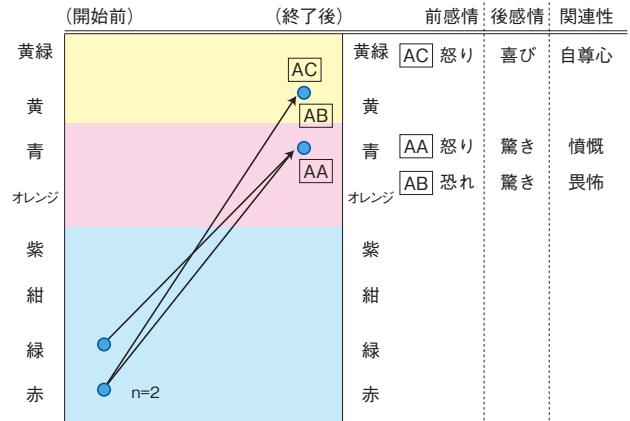 (開始前) (終了後) 前感情 後感情 関連性
黄緑 AC 黄緑 AC 怒り 喜び 自尊心
黄 AB 黄
青 青 AA 怒り 驚き 憤慨
AA AB 恐れ 驚き 畏怖
オレンジ オレンジ
紫 紫
紺 紺
緑 緑
赤 n=2 赤